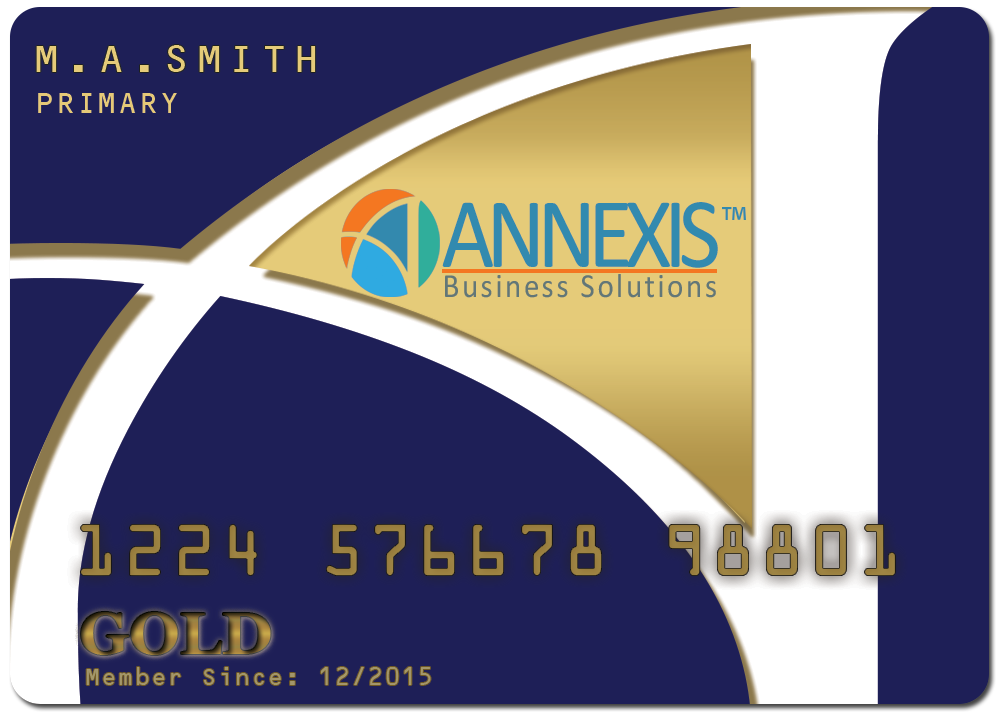 M.A.SMITH
PRIMARY
ANNEXIS™
Business Solutions
1224 576678 98801
GOLD
Member Since: 12/2015